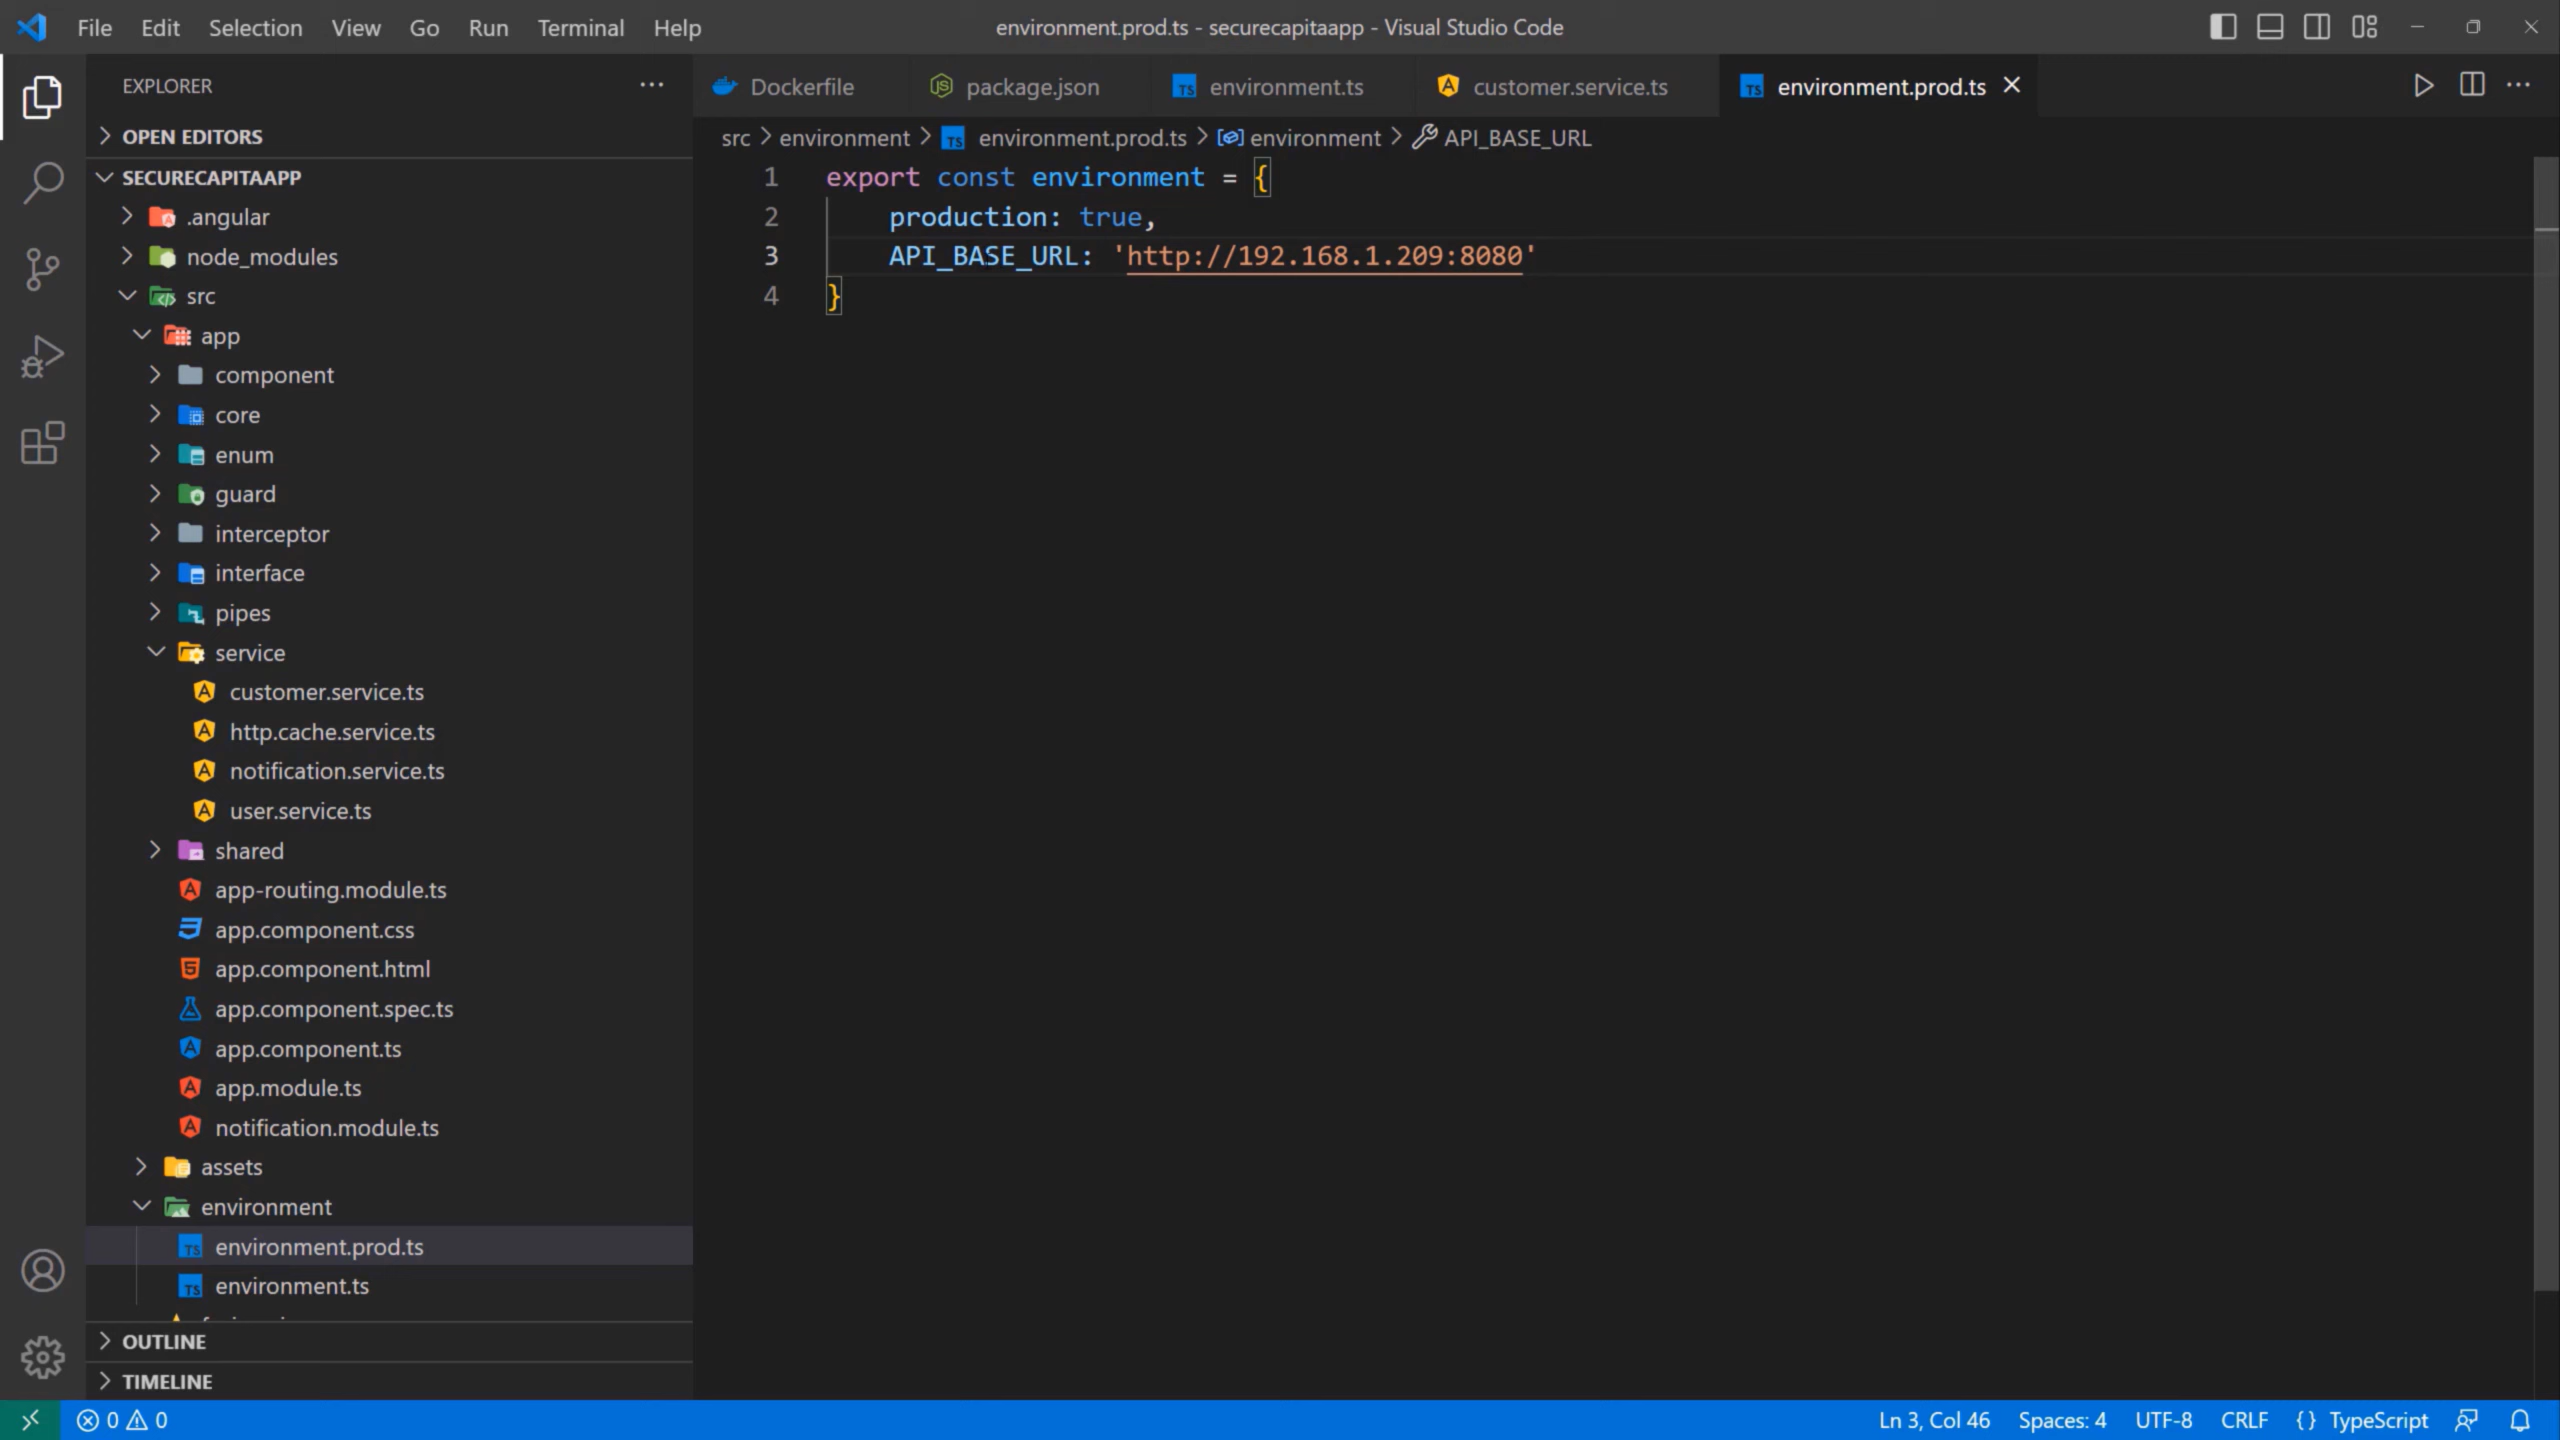 File Edit Selection View Go Run Terminal Help
environment.prod.ts - securecapitaapp - Visual Studio Code
EXPLORER
OPEN EDITORS
SECURECAPITAAPP
.angular
node_modules
src
app
component
core
enum
guard
interceptor
interface
pipes
service
customer.service.ts
http.cache.service.ts
notification.service.ts
user.service.ts
shared
app-routing.module.ts
app.component.css
app.component.html
app.component.spec.ts
app.component.ts
app.module.ts
notification.module.ts
assets
environment
environment.prod.ts
environment.ts
OUTLINE
TIMELINE
Dockerfile package.json environment.ts customer.service.ts environment.prod.ts
src > environment > environment.prod.ts > environment > API_BASE_URL
1 export const environment = {
2 production: true,
3 API_BASE_URL: 'http://192.168.1.209:8080'
4 }
0 0
Ln 3, Col 46 Spaces: 4 UTF-8 CRLF {} TypeScript